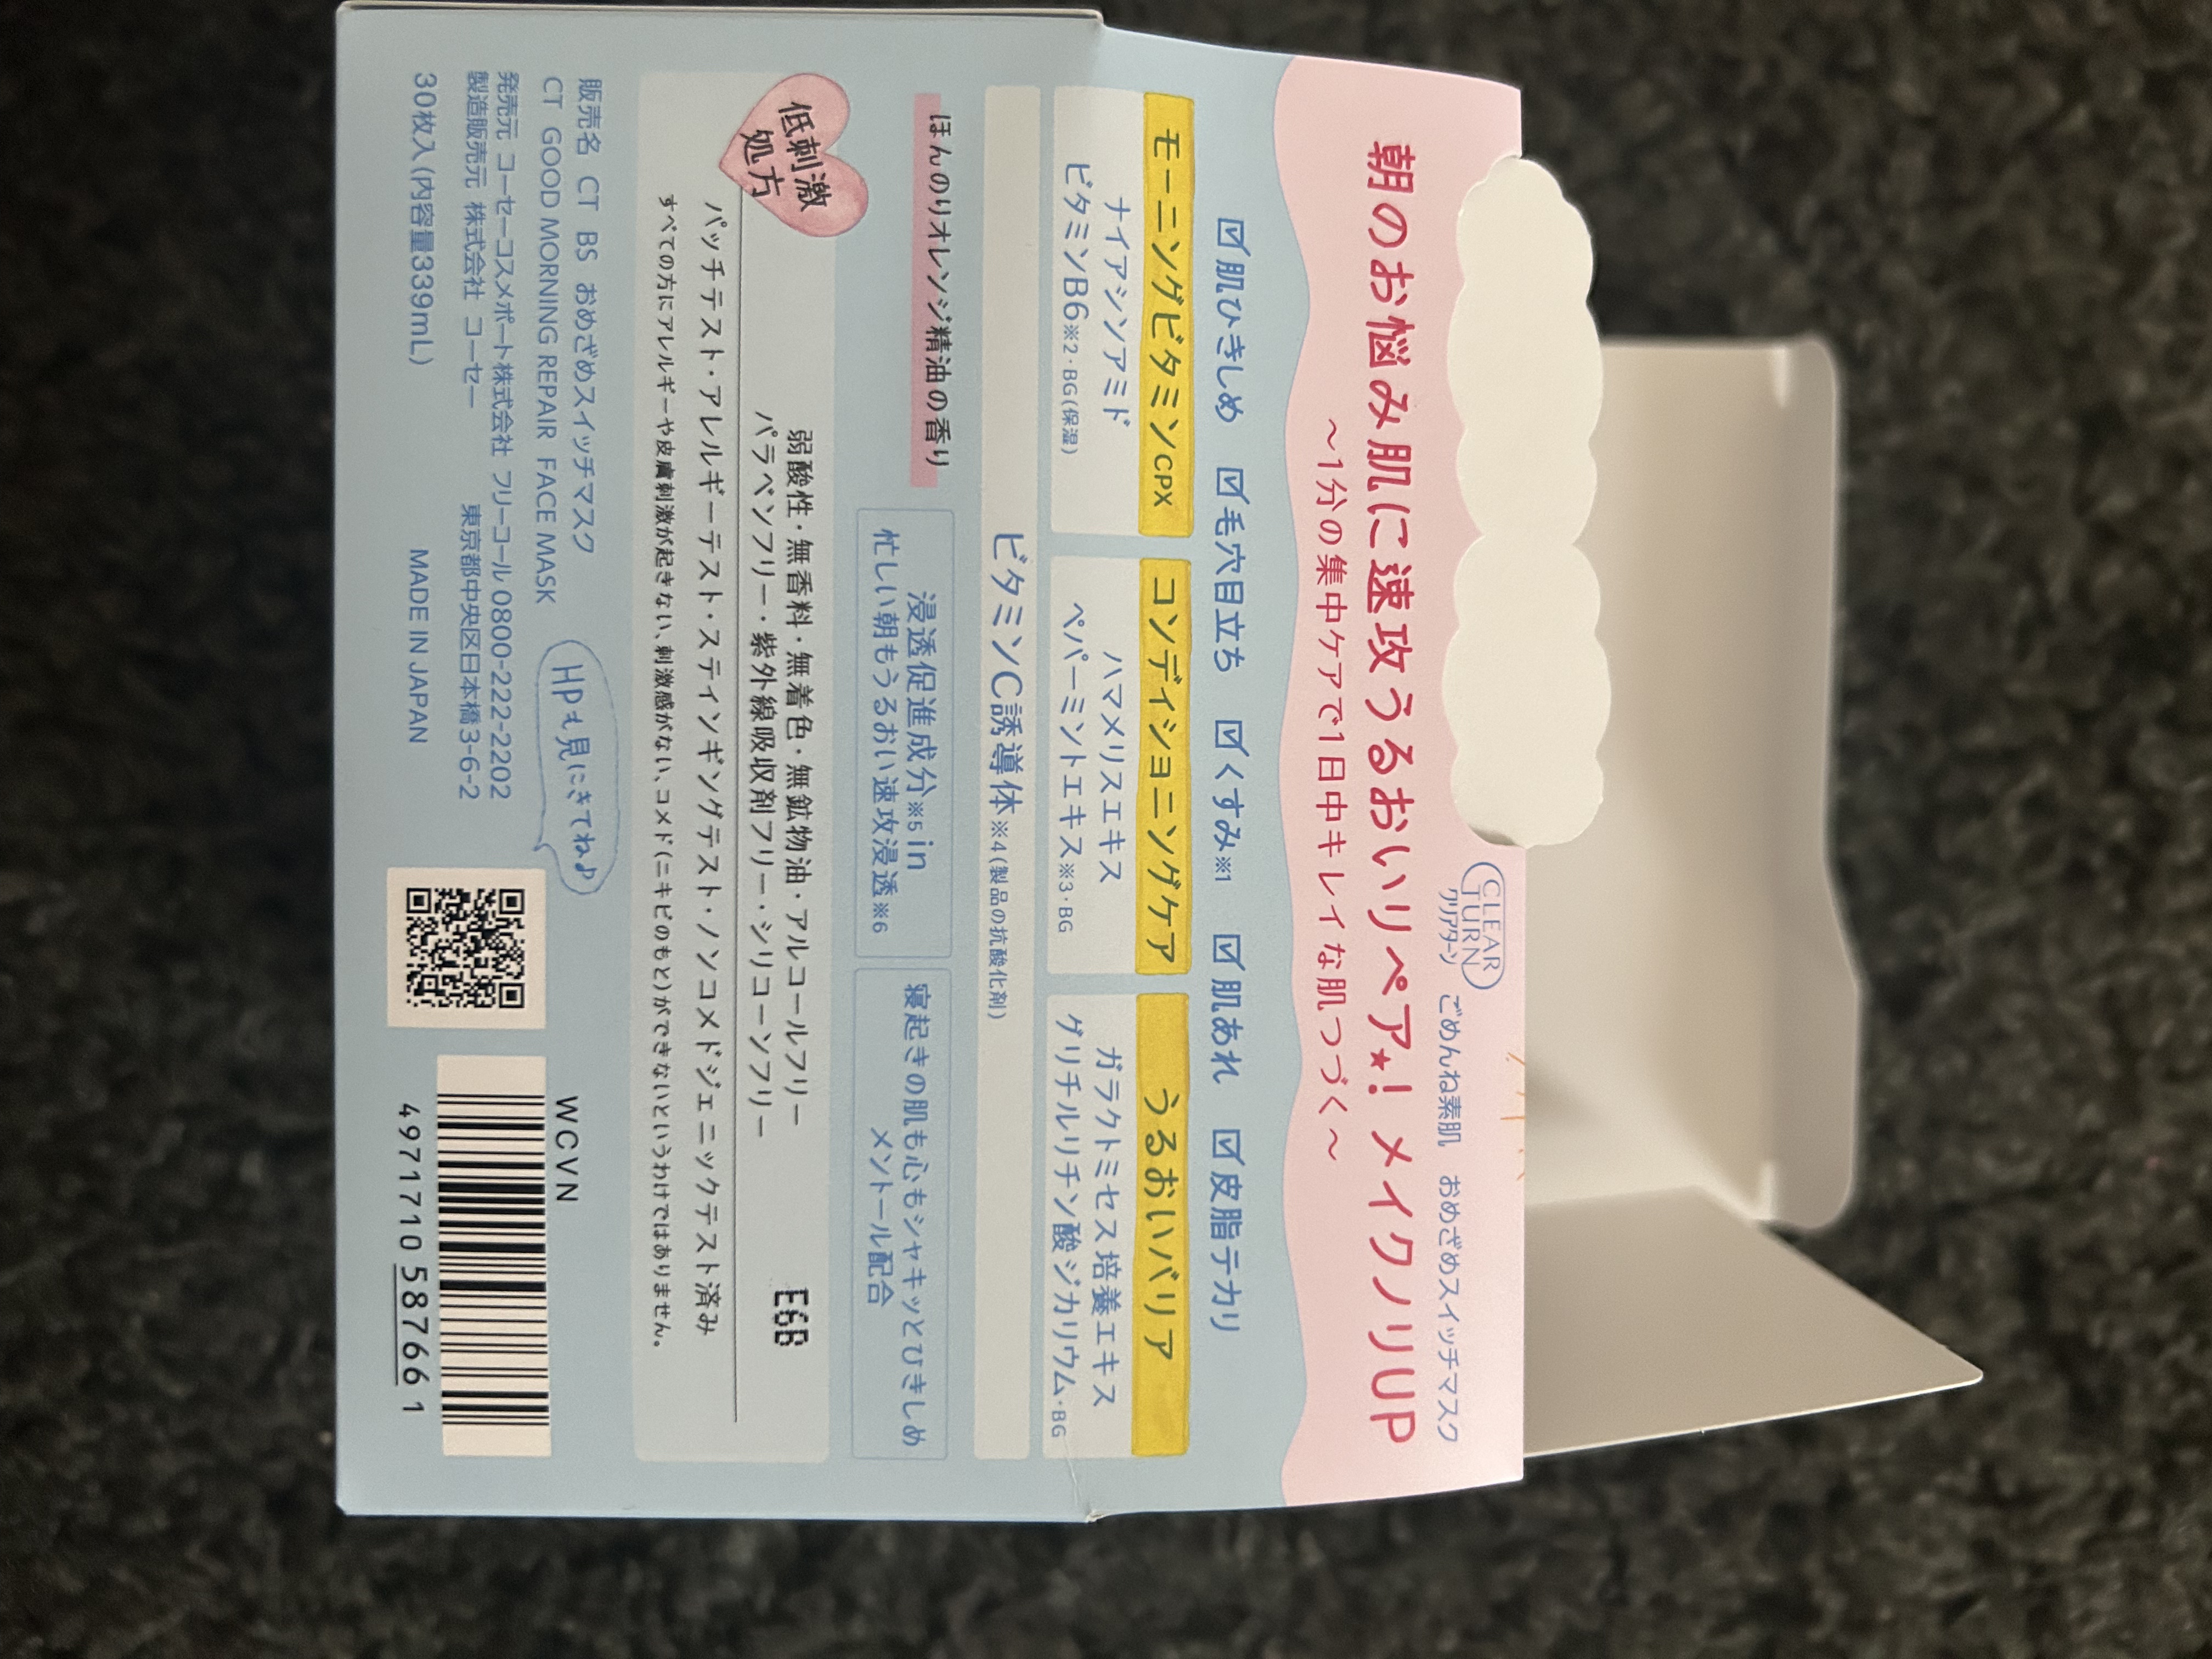 CLEAR
TURN
クリアターン
ごめんね素肌 おめざめスイッチマスク
朝のお悩み肌に速攻うるおいリペア★! メイクノリUP
〜1分の集中ケアで1日中キレイな肌つづく〜
☑肌ひきしめ ☑毛穴目立ち ☑くすみ※1 ☑肌あれ ☑皮脂テカリ
モーニングビタミンCPX
ナイアシンアミド
ビタミンB6※2・BG(保湿)
コンディショニングケア
ハマメリスエキス
ペパーミントエキス※3・BG
うるおいバリア
ガラクトミセス培養エキス
グリチルリチン酸ジカリウム・BG
ビタミンC誘導体※4(製品の抗酸化剤)
ほんのりオレンジ精油の香り
浸透促進成分※5 in
忙しい朝もうるおい速攻浸透※6
寝起きの肌も心もシャキッとひきしめ
メントール配合
低刺激
処方
弱酸性・無香料・無着色・無鉱物油・アルコールフリー
パラベンフリー・紫外線吸収剤フリー・シリコーンフリー
E6B
パッチテスト・アレルギーテスト・スティンギングテスト・ノンコメドジェニックテスト済み
すべての方にアレルギーや皮膚刺激が起きない、刺激感がない、コメド(ニキビのもと)ができないというわけではありません。
販売名 CT BS おめざめスイッチマスク
CT GOOD MORNING REPAIR FACE MASK
発売元 コーセーコスメポート株式会社 フリーコール 0800-222-2202
製造販売元 株式会社 コーセー 東京都中央区日本橋3-6-2
30枚入(内容量339mL) MADE IN JAPAN
HPも見にきてね♪
WCVN
4971710 587661